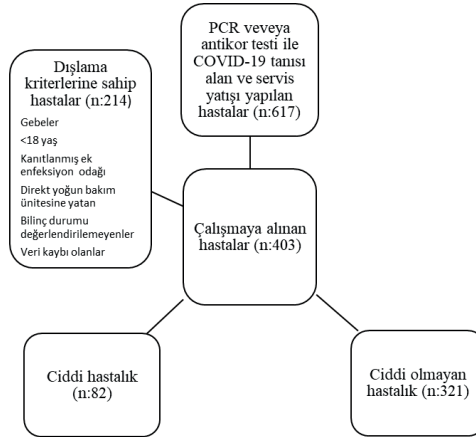 PCR veveya
antikor testi ile
COVID-19 tanısı
alan ve servis
yatışı yapılan
hastalar (n:617)
Dışlama
kriterlerine sahip
hastalar (n:214)
Gebeler
<18 yaş
Kanıtlanmış ek
enfeksiyon odağı
Direkt yoğun bakım
ünitesine yatan
Bilinç durumu
değerlendirilemeyenler
Veri kaybı olanlar
Çalışmaya alınan
hastalar (n:403)
Ciddi hastalık
(n:82)
Ciddi olmayan
hastalık (n:321)